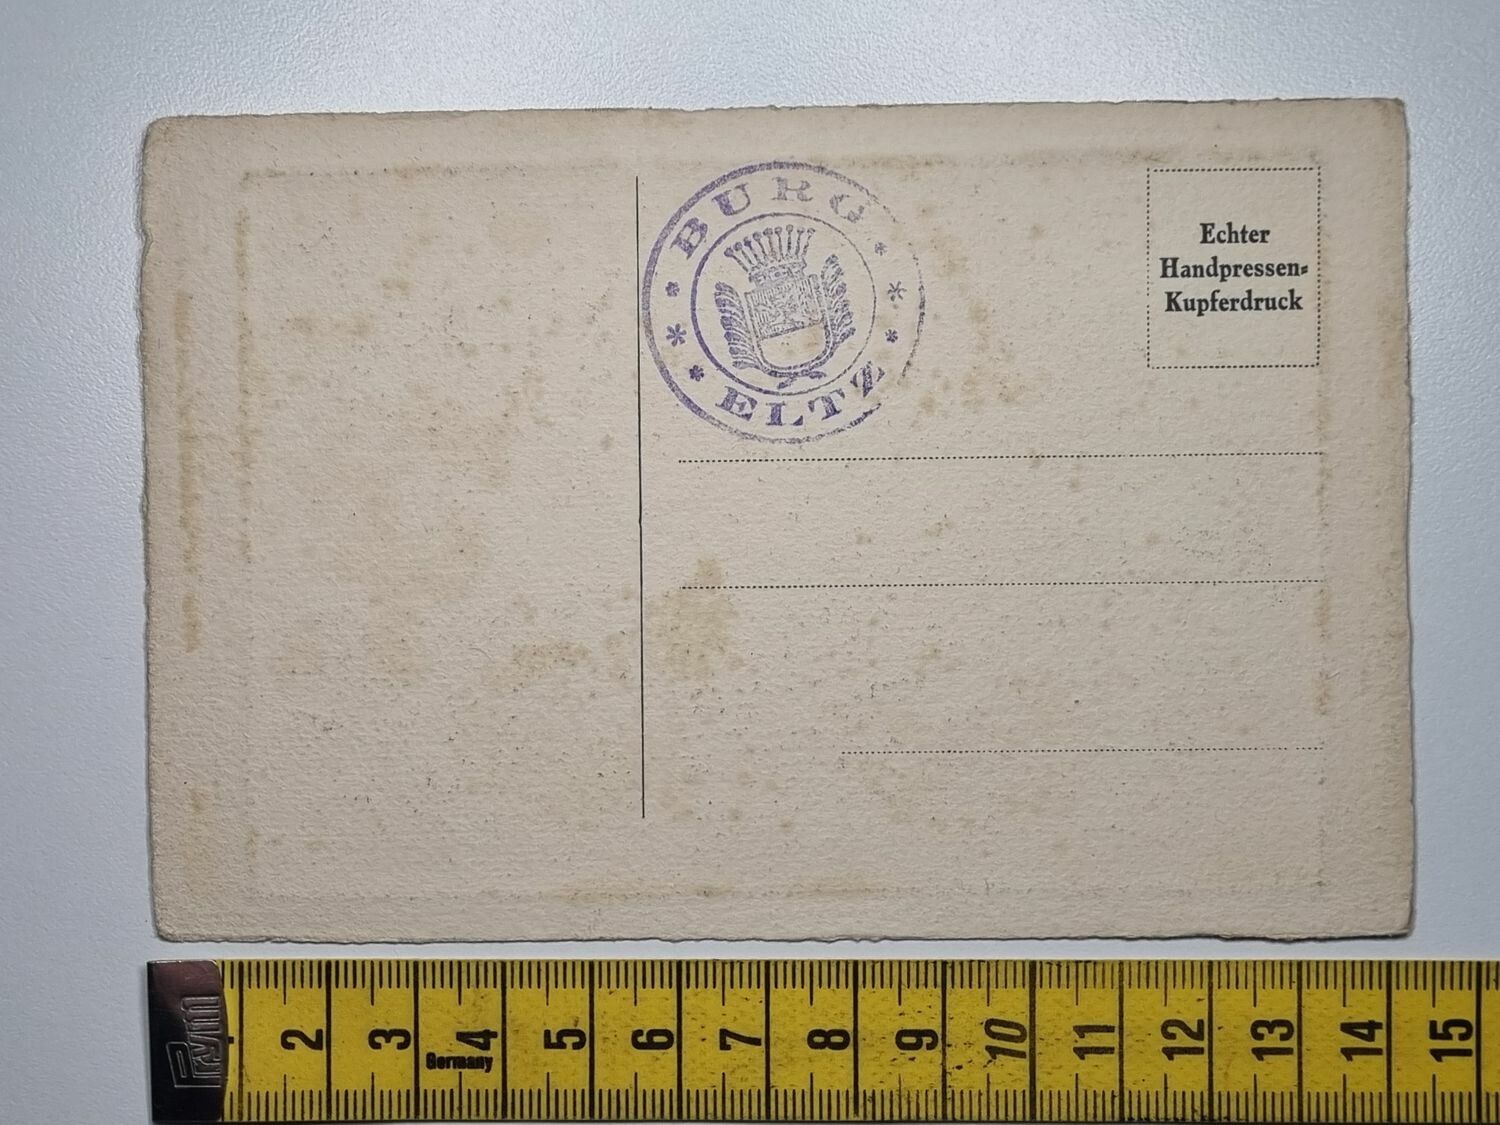 BURG
ELTZ
Echter
Handpressen-
Kupferdruck
Prym
2 3 4 5 6 7 8 9 10 11 12 13 14 15
Germany